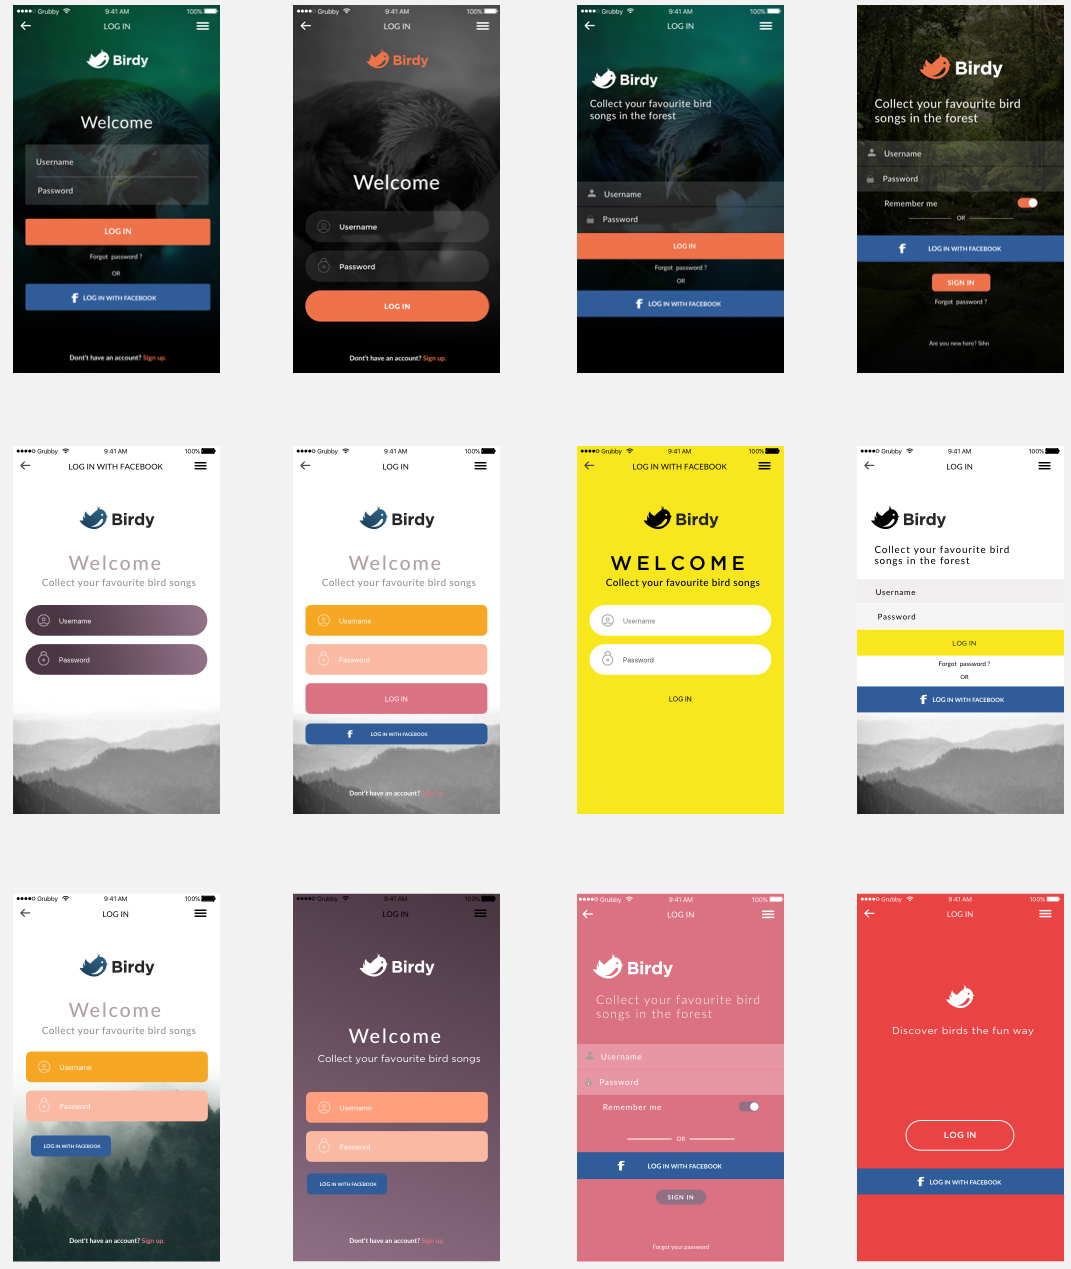 Grubby 9:41 AM 100%
LOG IN
Birdy
Welcome
Username
Password
LOG IN
Forgot password ?
OR
f LOG IN WITH FACEBOOK
Dont't have an account? Sign up.
Grubby 9:41 AM 100%
LOG IN
Birdy
Welcome
Username
Password
LOG IN
Dont't have an account? Sign up.
Grubby 9:41 AM 100%
LOG IN
Birdy
Collect your favourite bird
songs in the forest
Username
Password
LOG IN
Forgot password ?
OR
f LOG IN WITH FACEBOOK
Birdy
Collect your favourite bird
songs in the forest
Username
Password
Remember me
OR
f LOG IN WITH FACEBOOK
SIGN IN
Forgot password ?
Are you new here? Sihn
Grubby 9:41 AM 100%
LOG IN WITH FACEBOOK
Birdy
Welcome
Collect your favourite bird songs
Username
Password
Grubby 9:41 AM 100%
LOG IN
Birdy
Welcome
Collect your favourite bird songs
Username
Password
LOG IN
f LOG IN WITH FACEBOOK
Dont't have an account? Sign up.
Grubby 9:41 AM 100%
LOG IN WITH FACEBOOK
Birdy
WELCOME
Collect your favourite bird songs
Username
Password
LOG IN
Grubby 9:41 AM 100%
LOG IN
Birdy
Collect your favourite bird
songs in the forest
Username
Password
LOG IN
Forgot password ?
OR
f LOG IN WITH FACEBOOK
Grubby 9:41 AM 100%
LOG IN
Birdy
Welcome
Collect your favourite bird songs
Username
Password
LOG IN WITH FACEBOOK
Dont't have an account? Sign up.
Grubby 9:41 AM 100%
LOG IN
Birdy
Welcome
Collect your favourite bird songs
Username
Password
LOG IN WITH FACEBOOK
Dont't have an account? Sign up.
Grubby 9:41 AM 100%
LOG IN
Birdy
Collect your favourite bird
songs in the forest
Username
Password
Remember me
OR
f LOG IN WITH FACEBOOK
SIGN IN
Forgot your password
Grubby 9:41 AM 100%
LOG IN
Discover birds the fun way
LOG IN
f LOG IN WITH FACEBOOK